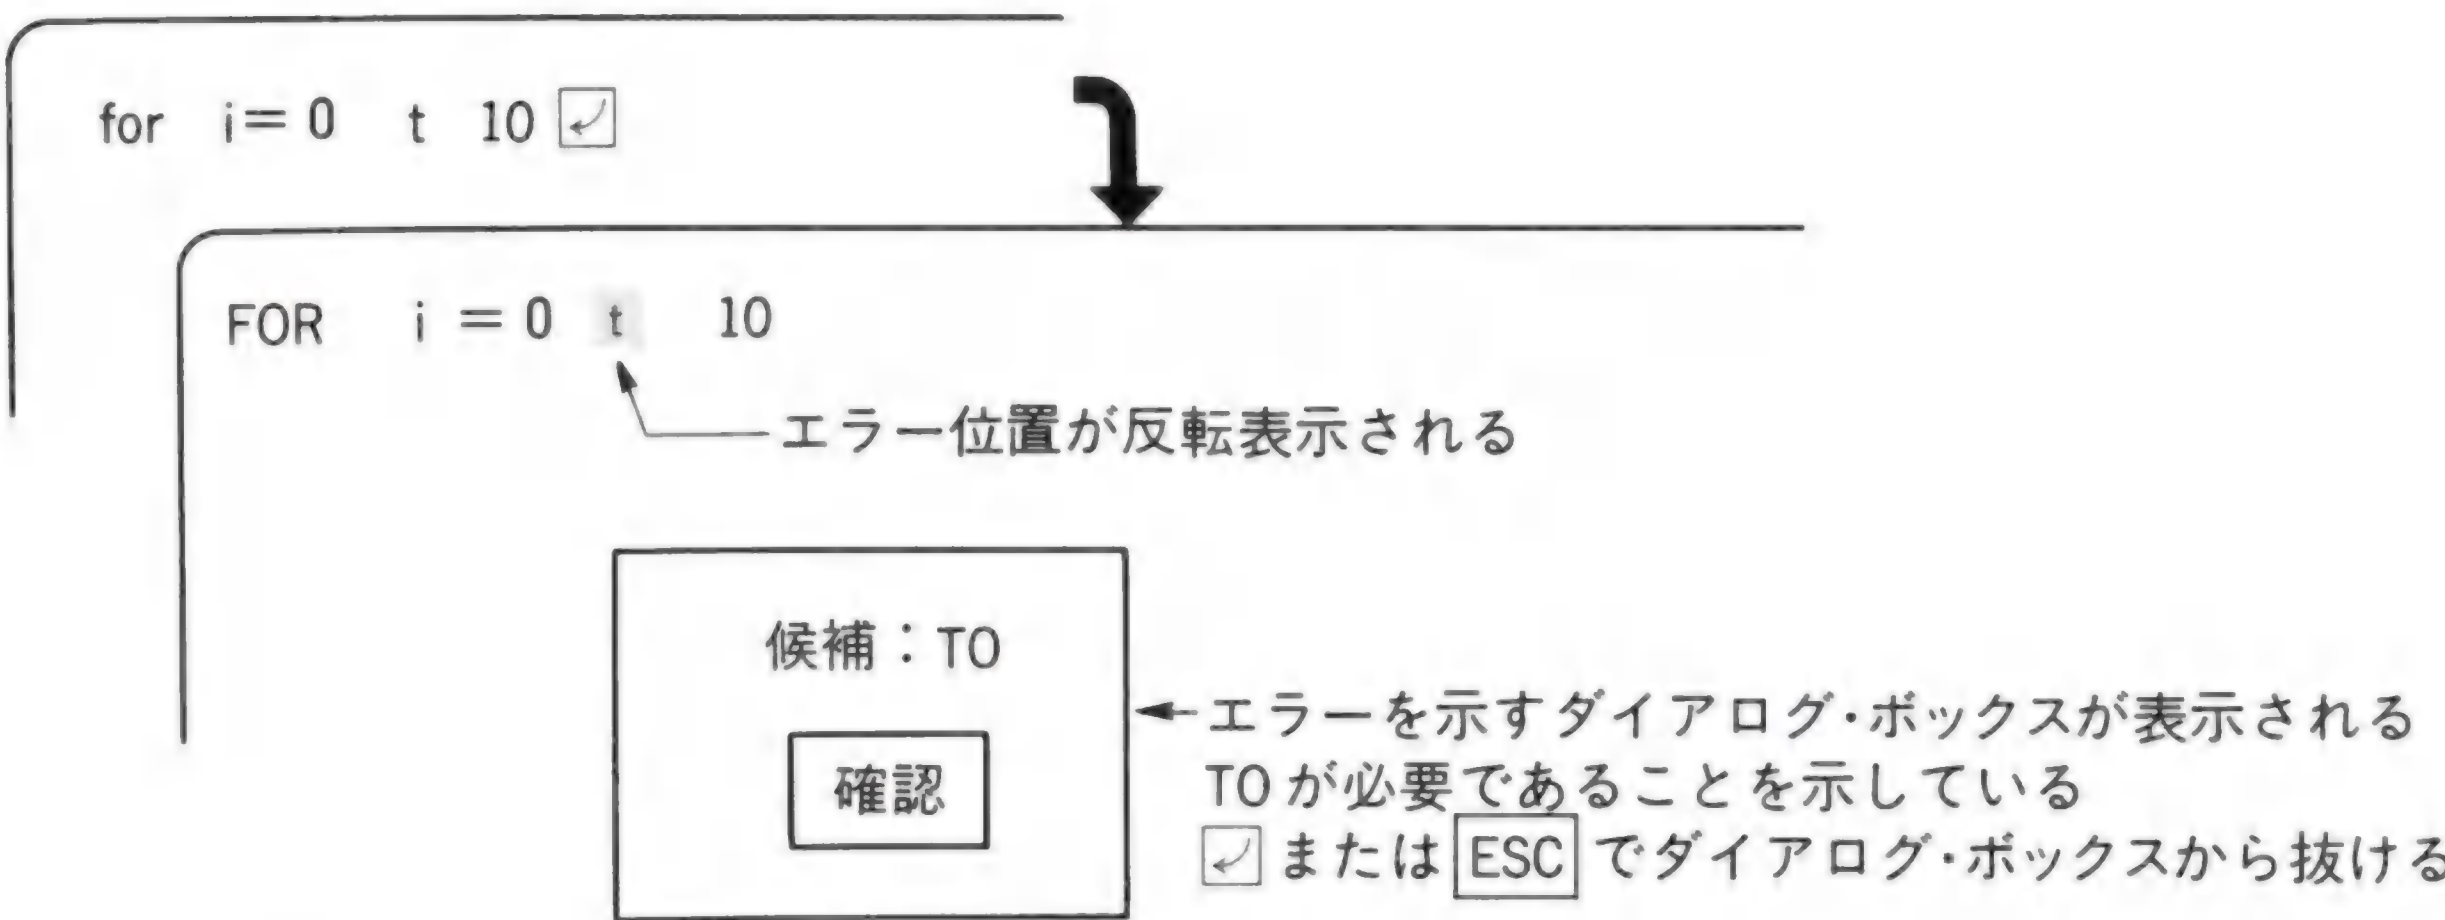 for i=0 t 10 ↵
FOR i=0 t 10
エラー位置が反転表示される
候補：TO
確認
エラーを示すダイアログ・ボックスが表示される
TOが必要であることを示している
↵ または ESC でダイアログ・ボックスから抜ける